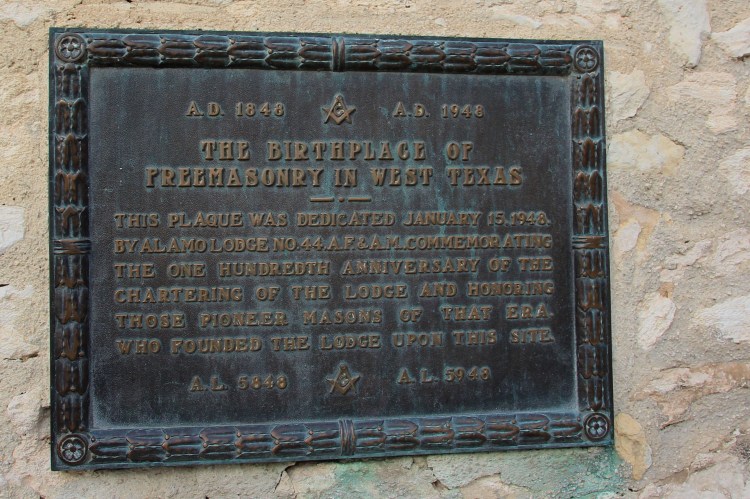 A.D. 1848 A.D. 1948
THE BIRTHPLACE OF
FREEMASONRY IN WEST TEXAS
THIS PLAQUE WAS DEDICATED JANUARY 15, 1948,
BY ALAMO LODGE NO. 44, A.F. & A.M. COMMEMORATING
THE ONE HUNDREDTH ANNIVERSARY OF THE
CHARTERING OF THE LODGE AND HONORING
THOSE PIONEER MASONS OF THAT ERA
WHO FOUNDED THE LODGE UPON THIS SITE.
A.L. 5848 A.L. 5948